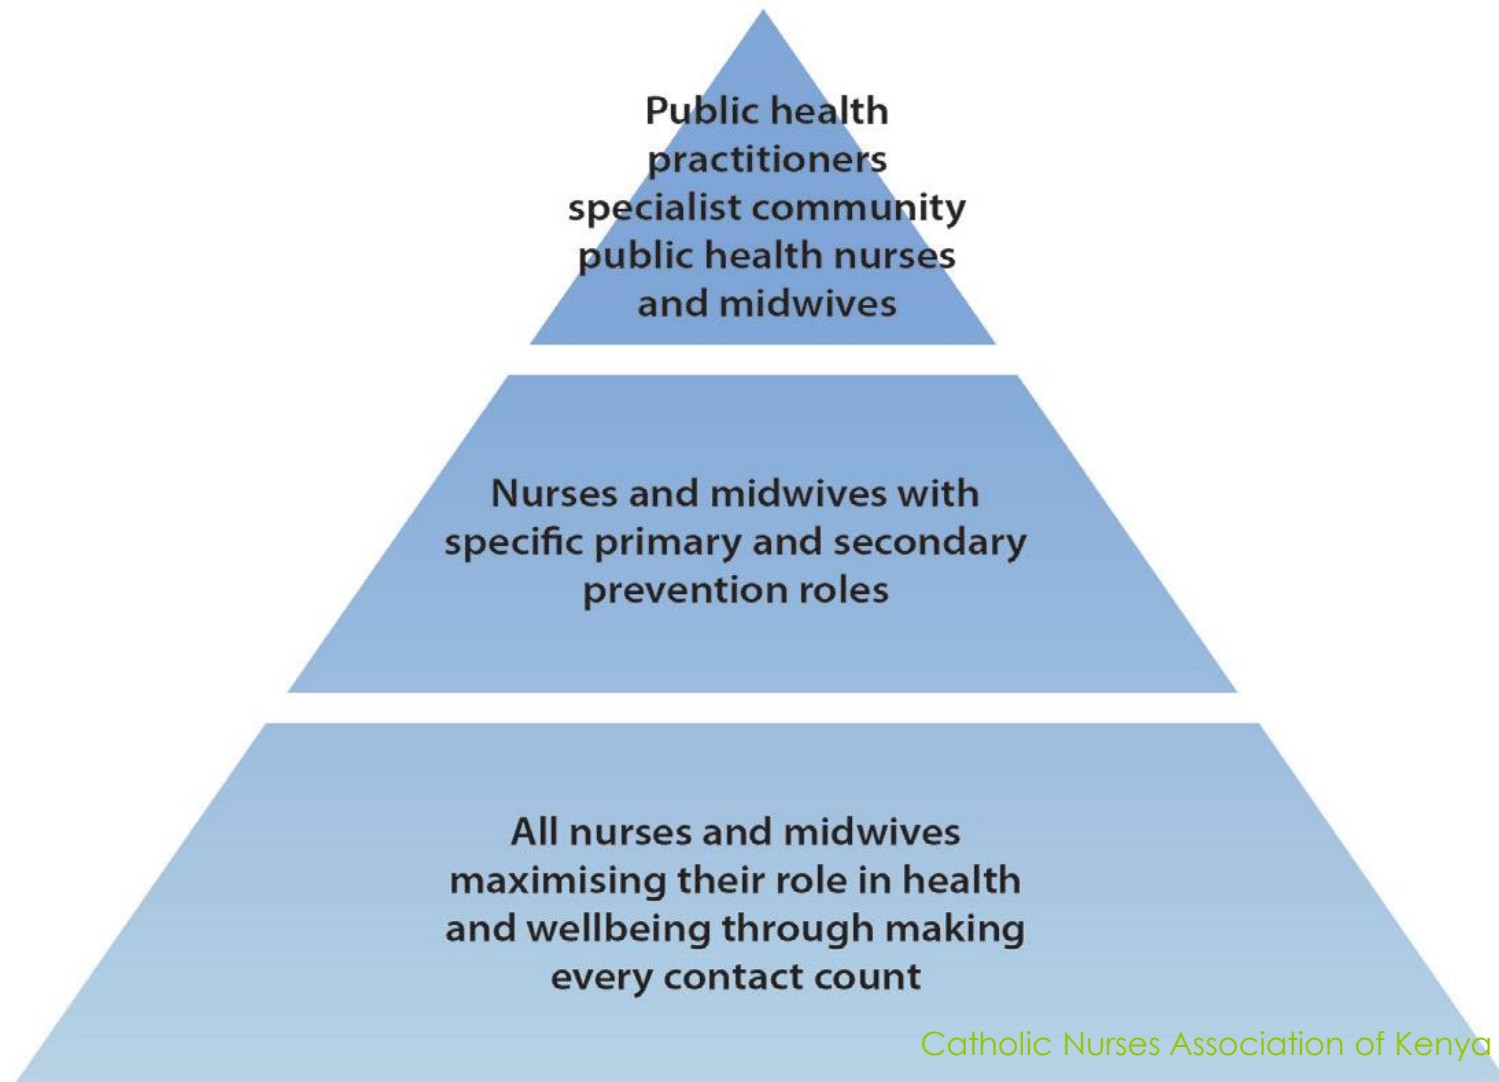 Public health
practitioners
specialist community
public health nurses
and midwives
Nurses and midwives with
specific primary and secondary
prevention roles
All nurses and midwives
maximising their role in health
and wellbeing through making
every contact count
Catholic Nurses Association of Kenya